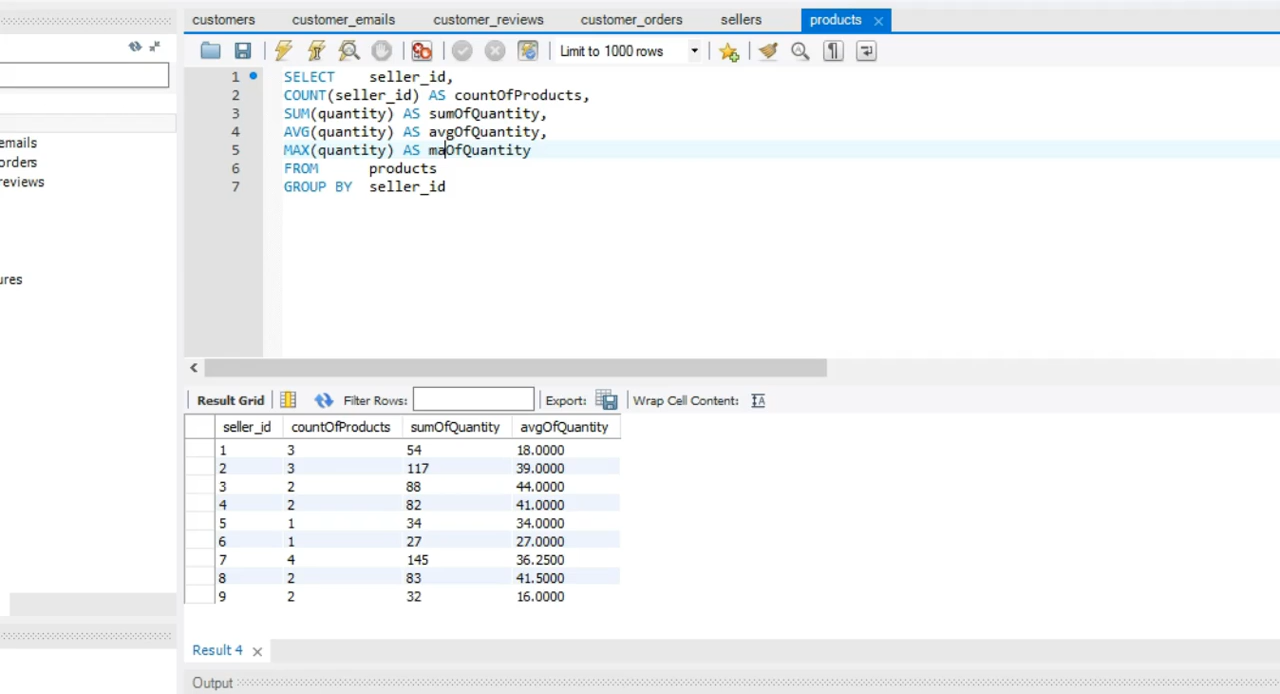 customers customer_emails customer_reviews customer_orders sellers products
Limit to 1000 rows
1 SELECT seller_id,
2 COUNT(seller_id) AS countOfProducts,
3 SUM(quantity) AS sumOfQuantity,
4 AVG(quantity) AS avgOfQuantity,
5 MAX(quantity) AS maOfQuantity
6 FROM products
7 GROUP BY seller_id
emails
orders
reviews
ures
Result Grid Filter Rows: Export: Wrap Cell Content:
seller_id countOfProducts sumOfQuantity avgOfQuantity
1 3 54 18.0000
2 3 117 39.0000
3 2 88 44.0000
4 2 82 41.0000
5 1 34 34.0000
6 1 27 27.0000
7 4 145 36.2500
8 2 83 41.5000
9 2 32 16.0000
Result 4
Output